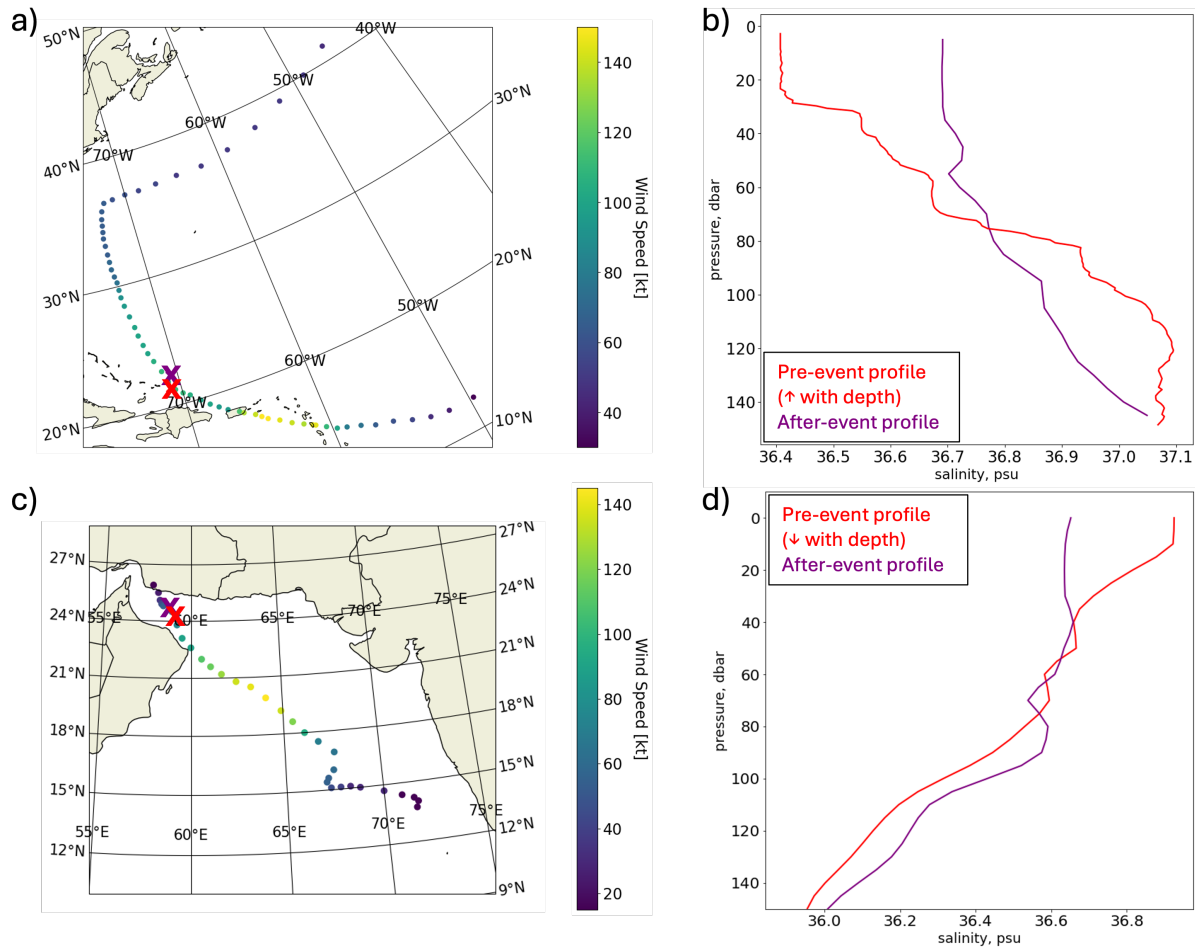 a)
50°N
40°W
50°W
60°W
30°N
70°W
40°N
30°N
20°N
50°W
60°W
70°W
20°N
10°N
140
120
100
80
60
40
Wind Speed [kt]
b)
0
20
40
60
80
100
120
140
pressure, dbar
Pre-event profile
(↑ with depth)
After-event profile
36.4 36.5 36.6 36.7 36.8 36.9 37.0 37.1
salinity, psu
c)
27°N
27°N
24°N
24°N
55°E
60°E
65°E
70°E
75°E
21°N
21°N
18°N
18°N
15°N
15°N
75°E
55°E 60°E 65°E 70°E
12°N
12°N
9°N
140
120
100
80
60
40
20
Wind Speed [kt]
d)
0
20
40
60
80
100
120
140
pressure, dbar
Pre-event profile
(↓ with depth)
After-event profile
36.0 36.2 36.4 36.6 36.8
salinity, psu